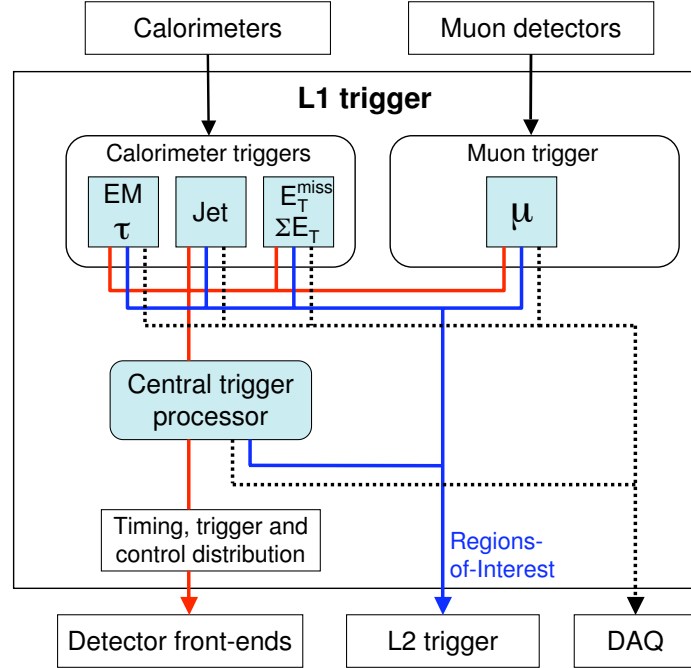 Calorimeters
Muon detectors
L1 trigger
Calorimeter triggers
Muon trigger
EM
τ
Jet
E_T^miss
ΣE_T
μ
Central trigger
processor
Timing, trigger and
control distribution
Regions-
of-Interest
Detector front-ends
L2 trigger
DAQ